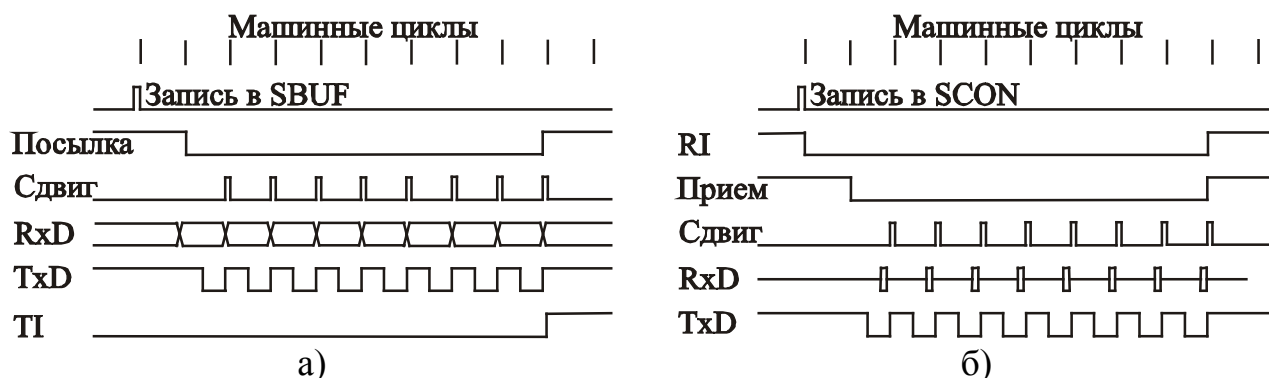 Машинные циклы
Запись в SBUF
Посылка
Сдвиг
RxD
TxD
TI
а)
Машинные циклы
Запись в SCON
RI
Прием
Сдвиг
RxD
TxD
б)